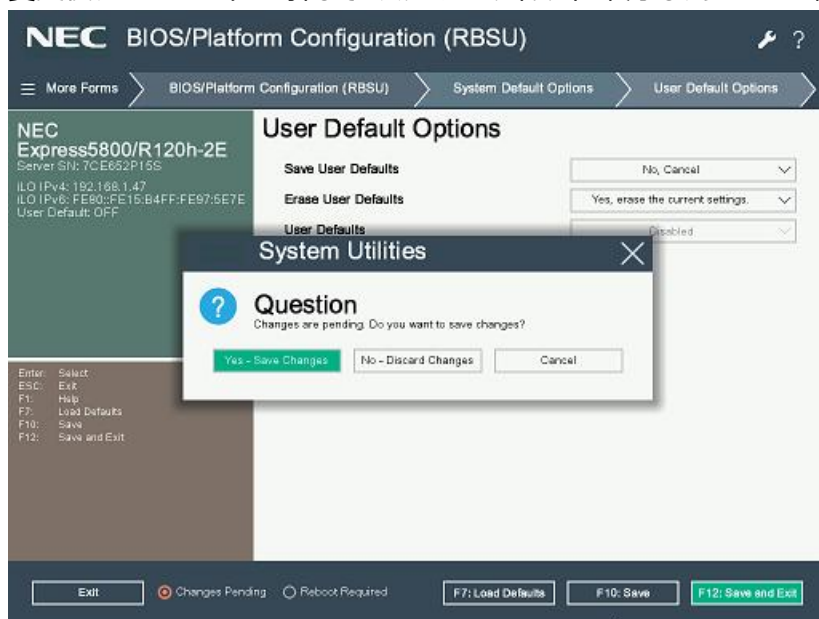 NEC BIOS/Platform Configuration (RBSU)
?
More Forms BIOS/Platform Configuration (RBSU) System Default Options User Default Options
NEC
Express5800/R120h-2E
Server SN: 7CE652P15S
iLO IPv4: 192.168.1.47
iLO IPv6: FE80::FE15:B4FF:FE97:5E7E
User Default: OFF
User Default Options
Save User Defaults No, Cancel
Erase User Defaults Yes, erase the current settings.
User Defaults Disabled
System Utilities
?
Question
Changes are pending. Do you want to save changes?
Yes - Save Changes No - Discard Changes Cancel
Enter: Select
ESC: Exit
F1: Help
F7: Load Defaults
F10: Save
F12: Save and Exit
Exit Changes Pending Reboot Required F7: Load Defaults F10: Save F12: Save and Exit